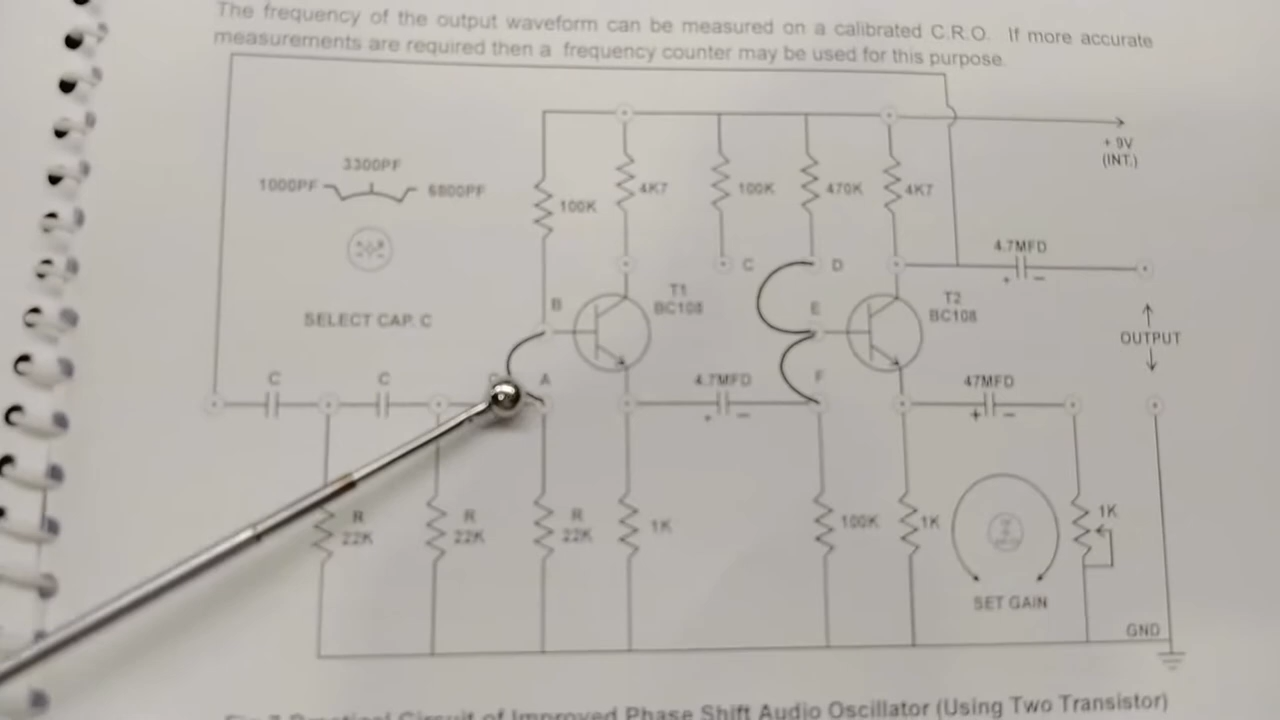 The frequency of the output waveform can be measured on a calibrated C.R.O. If more accurate
measurements are required then a frequency counter may be used for this purpose.
+ 9V
(INT.)
3300PF
1000PF
6800PF
100K
4K7
100K
470K
4K7
4.7MFD
C
D
SELECT CAP. C
B
T1
BC108
E
T2
BC108
OUTPUT
C
C
A
4.7MFD
F
47MFD
R
22K
R
22K
R
22K
1K
100K
1K
1K
SET GAIN
GND
Practical Circuit of Improved Phase Shift Audio Oscillator (Using Two Transistor)